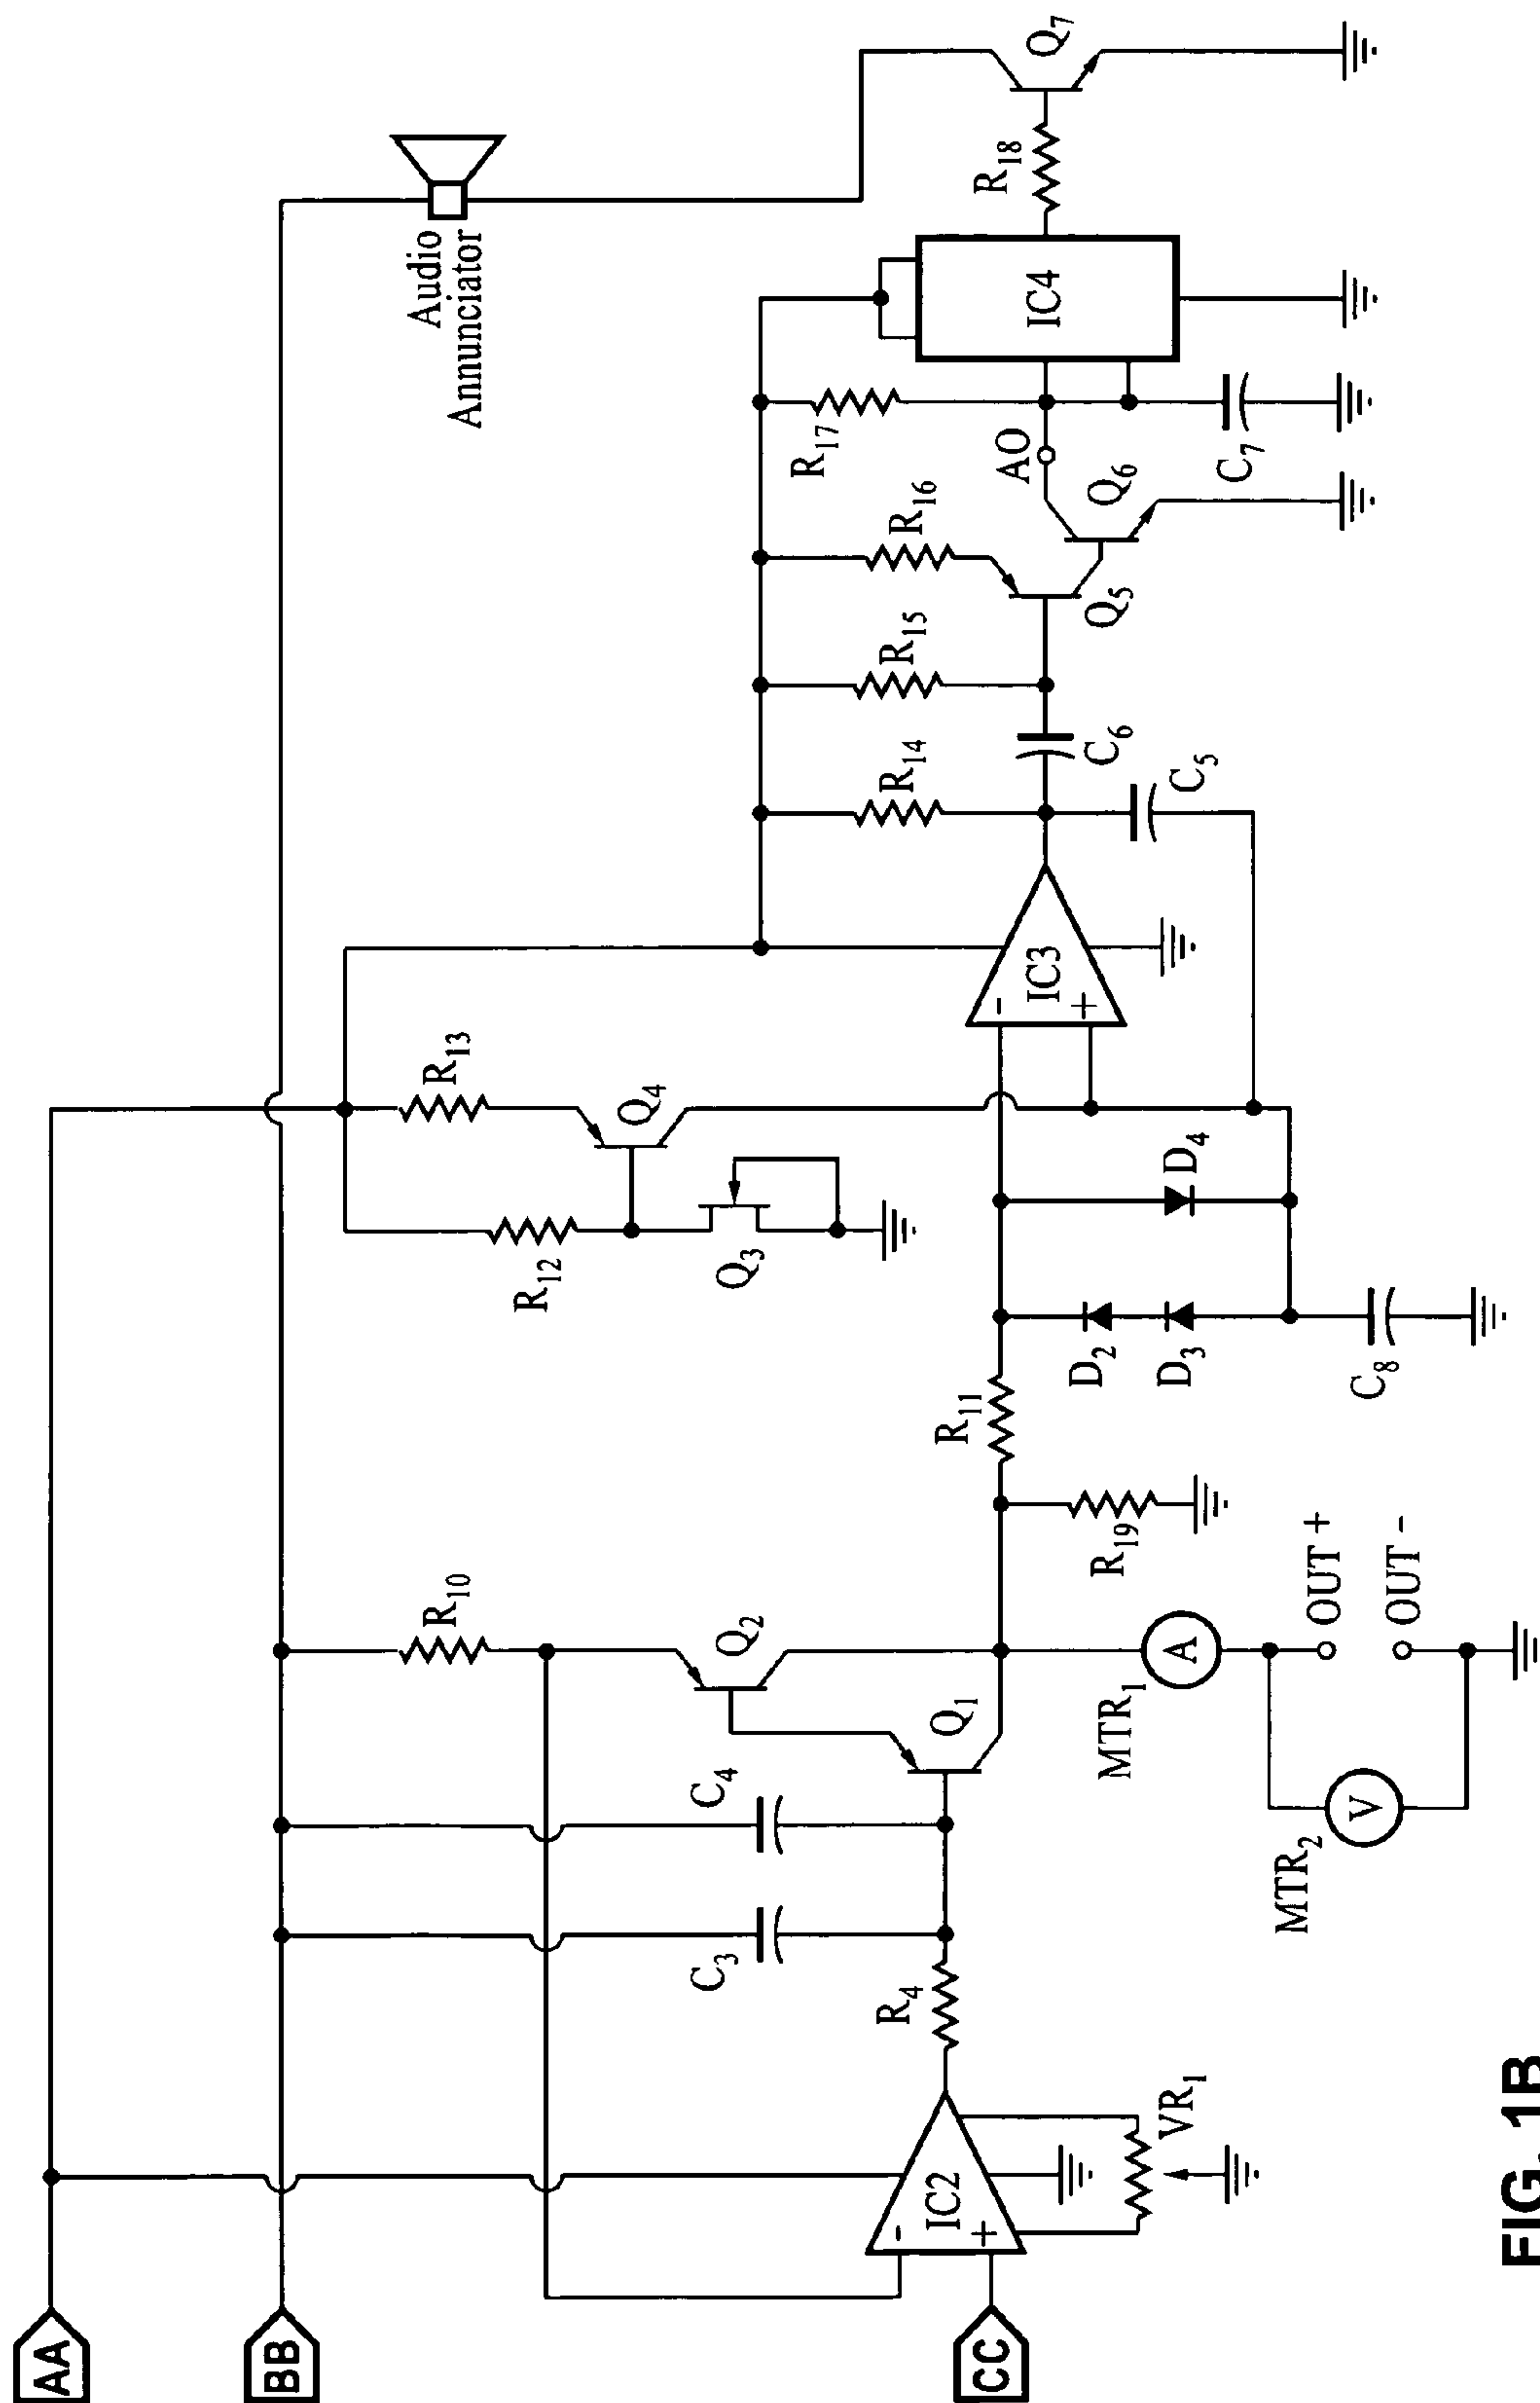 AA
BB
CC
IC2
-
+
VR1
R4
C3
C4
Q1
Q2
R10
MTR1
A
MTR2
V
OUT +
OUT -
R19
R11
D2
D3
D4
C8
R12
R13
Q3
Q4
IC3
-
+
R14
C5
C6
R15
R16
Q5
Q6
AO
R17
C7
IC4
R18
Q7
Audio
Annunciator
FIG. 1B